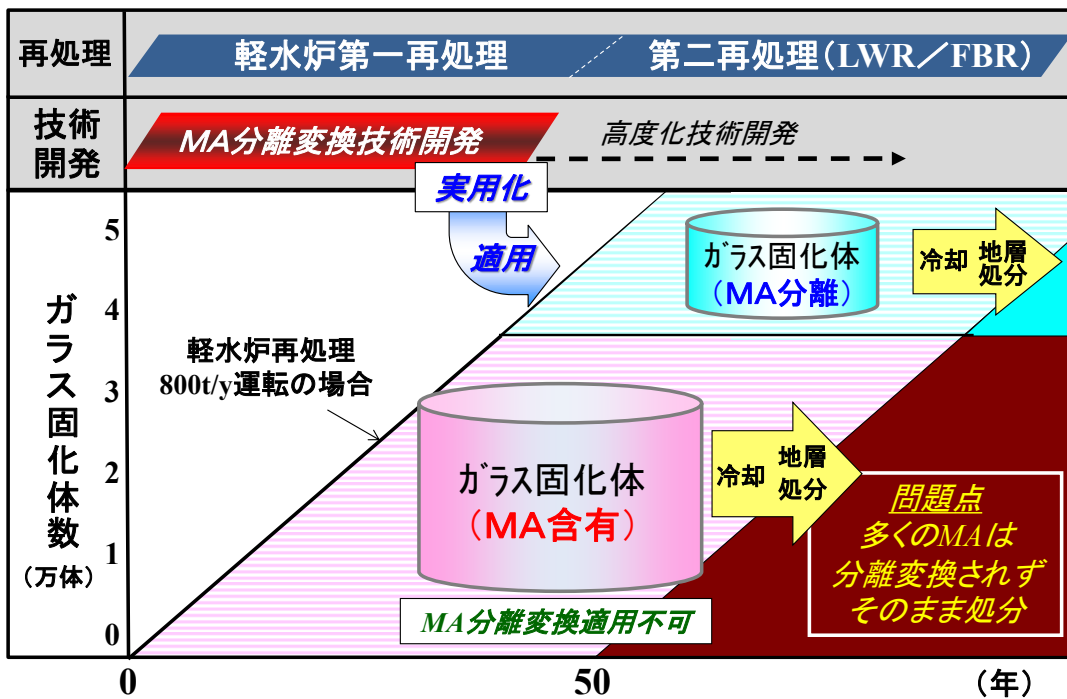 再処理
軽水炉第一再処理
第二再処理(LWR／FBR)
技術
開発
MA分離変換技術開発
高度化技術開発
実用化
適用
5
4
3
2
1
0
ガラス固化体数
(万体)
軽水炉再処理
800t/y運転の場合
ｶﾞﾗｽ固化体
(MA分離)
冷却
地層
処分
ｶﾞﾗｽ固化体
(MA含有)
冷却
地層
処分
MA分離変換適用不可
問題点
多くのMAは
分離変換されず
そのまま処分
0
50
(年)